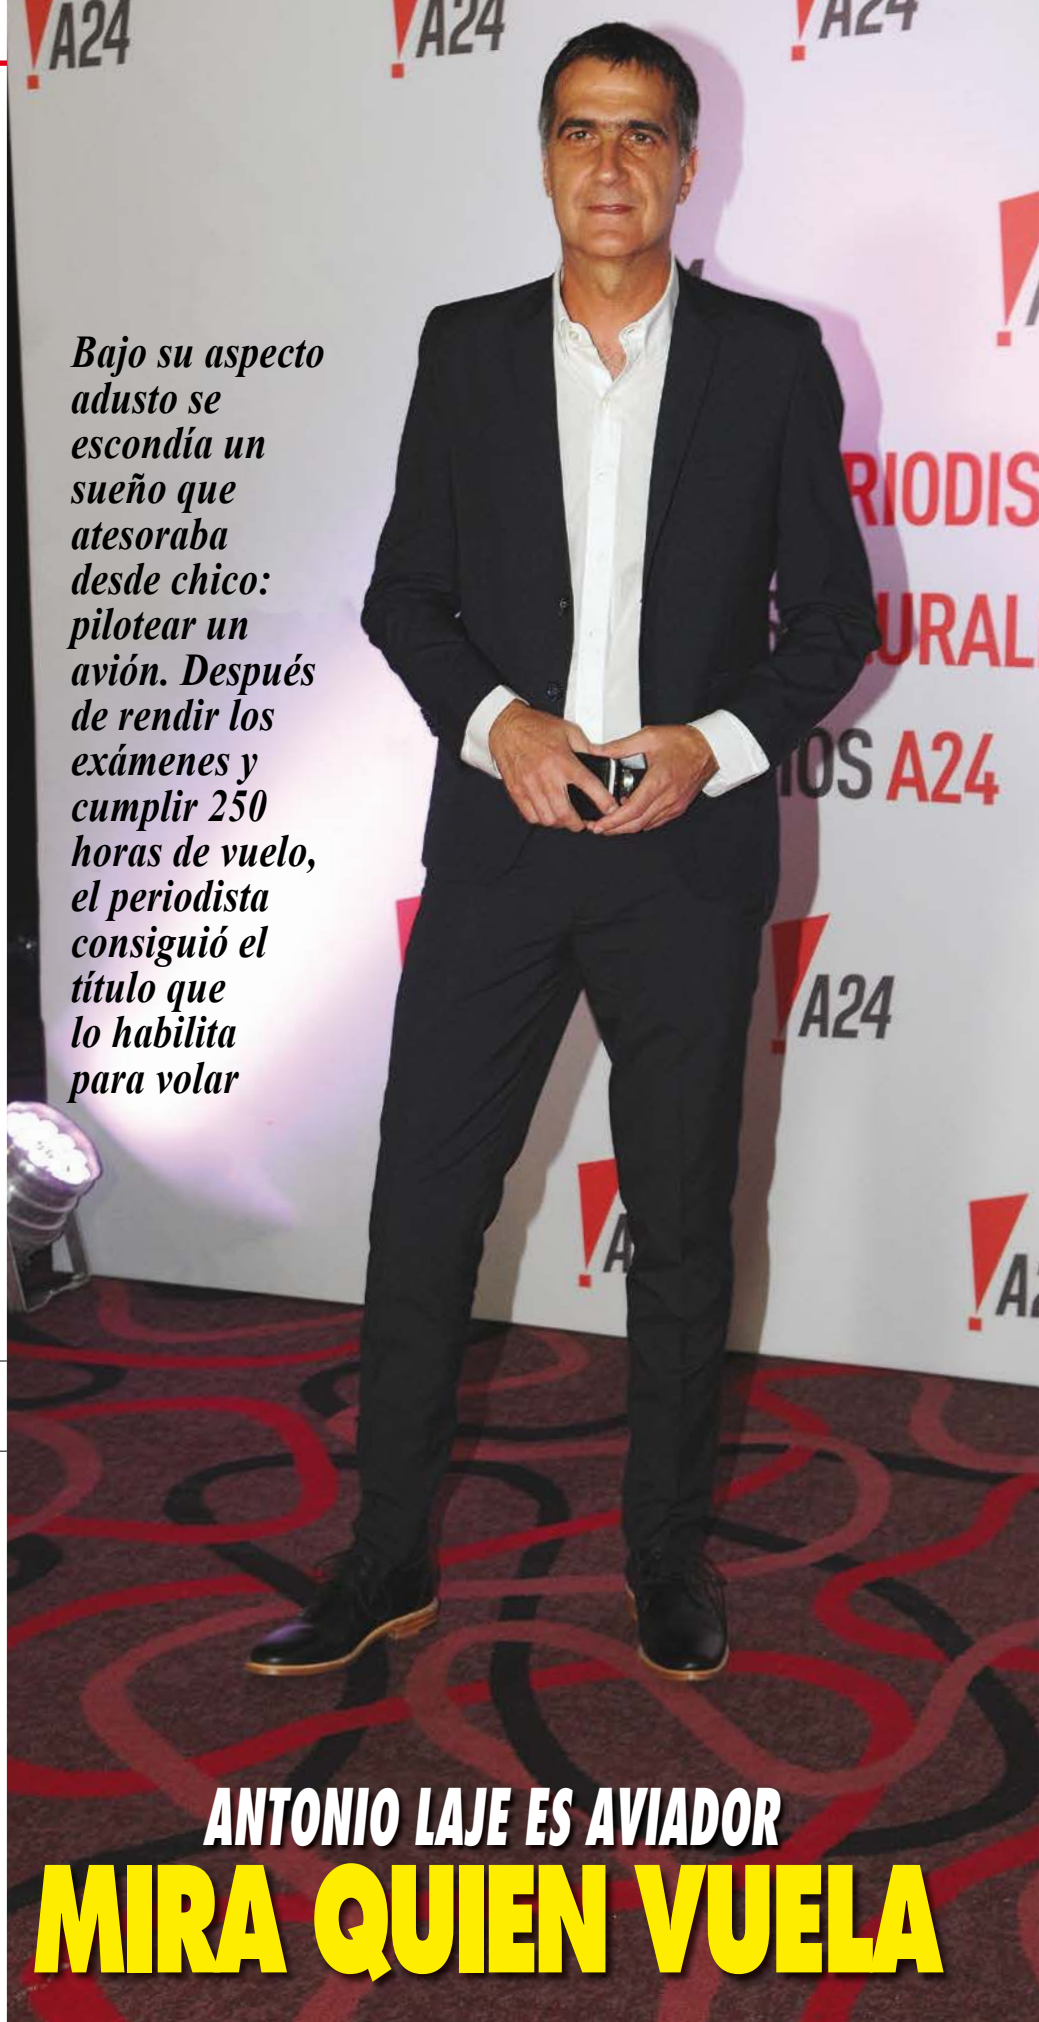 A24
A24
A24
Bajo su aspecto
adusto se
escondía un
sueño que
atesoraba
desde chico:
pilotear un
avión. Después
de rendir los
exámenes y
cumplir 250
horas de vuelo,
el periodista
consiguió el
título que
lo habilita
para volar
RIODIS
URAL
IOS A24
A24
A
A2
ANTONIO LAJE ES AVIADOR
MIRA QUIEN VUELA